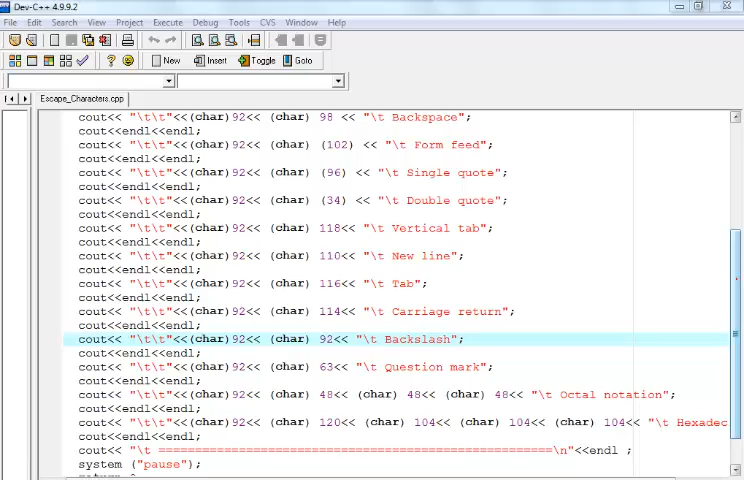 Dev-C++ 4.9.9.2
File Edit Search View Project Execute Debug Tools CVS Window Help
New Insert Toggle Goto
Escape_Characters.cpp
cout<< "\t\t"<<(char)92<< (char) 98 << "\t Backspace";
cout<<endl<<endl;
cout<< "\t\t"<<(char)92<< (char) (102) << "\t Form feed";
cout<<endl<<endl;
cout<< "\t\t"<<(char)92<< (char) (96) << "\t Single quote";
cout<<endl<<endl;
cout<< "\t\t"<<(char)92<< (char) (34) << "\t Double quote";
cout<<endl<<endl;
cout<< "\t\t"<<(char)92<< (char) 118<< "\t Vertical tab";
cout<<endl<<endl;
cout<< "\t\t"<<(char)92<< (char) 110<< "\t New line";
cout<<endl<<endl;
cout<< "\t\t"<<(char)92<< (char) 116<< "\t Tab";
cout<<endl<<endl;
cout<< "\t\t"<<(char)92<< (char) 114<< "\t Carriage return";
cout<<endl<<endl;
cout<< "\t\t"<<(char)92<< (char) 92<< "\t Backslash";
cout<<endl<<endl;
cout<< "\t\t"<<(char)92<< (char) 63<< "\t Question mark";
cout<<endl<<endl;
cout<< "\t\t"<<(char)92<< (char) 48<< (char) 48<< (char) 48<< "\t Octal notation";
cout<<endl<<endl;
cout<< "\t\t"<<(char)92<< (char) 120<< (char) 104<< (char) 104<< (char) 104<< "\t Hexadec
cout<<endl<<endl;
cout<< "\t ======================================================\n"<<endl ;
system ("pause");